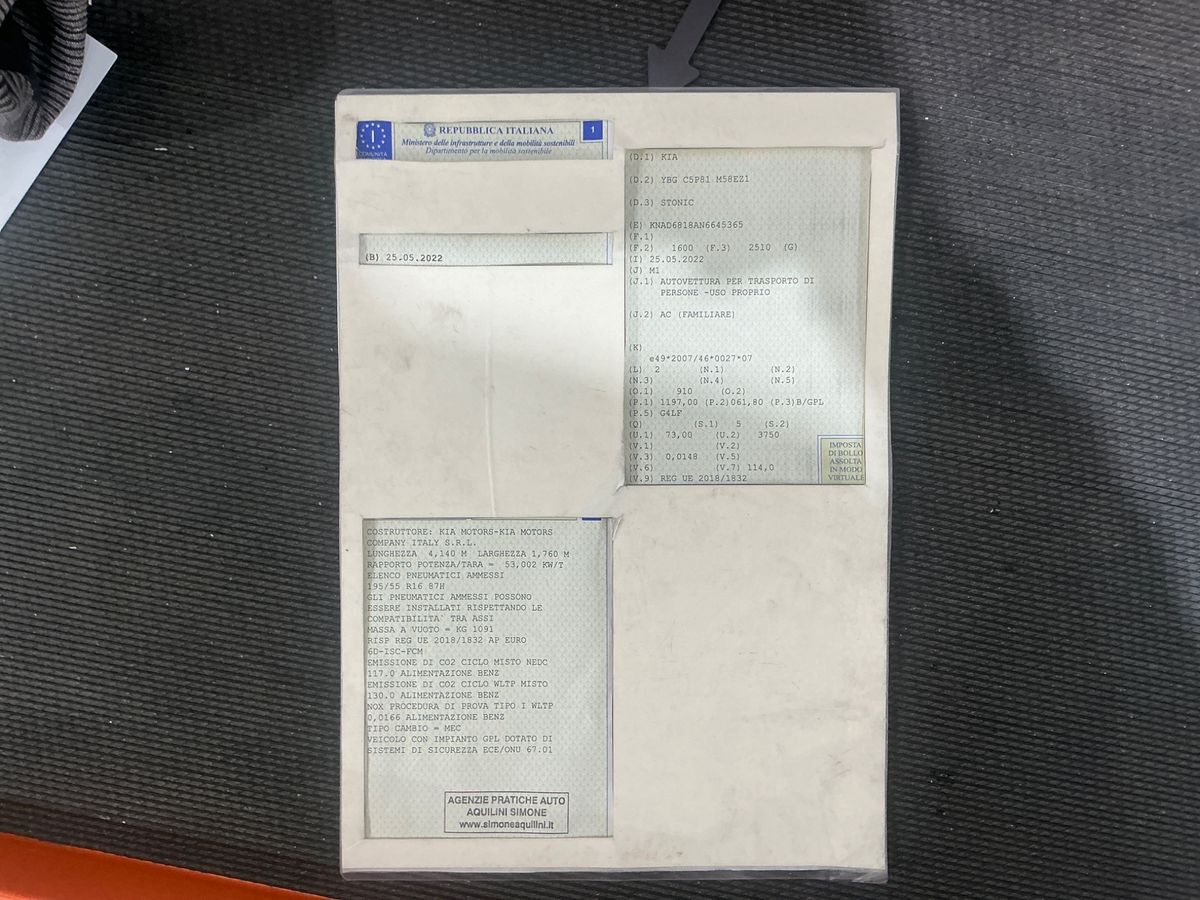 I
COMUNITÀ
REPUBBLICA ITALIANA
1
Ministero delle infrastrutture e della mobilità sostenibili
Dipartimento per la mobilità sostenibile
(B) 25.05.2022
(D.1) KIA
(D.2) YBG C5P81 M58EZ1
(D.3) STONIC
(E) KNAD6818AN6645365
(F.1)
(F.2) 1600 (F.3) 2510 (G)
(I) 25.05.2022
(J) M1
(J.1) AUTOVETTURA PER TRASPORTO DI
PERSONE -USO PROPRIO
(J.2) AC (FAMILIARE)
(K)
e49*2007/46*0027*07
(L) 2 (N.1) (N.2)
(N.3) (N.4) (N.5)
(O.1) 910 (O.2)
(P.1) 1197,00 (P.2)061,80 (P.3)B/GPL
(P.5) G4LF
(Q) (S.1) 5 (S.2)
(U.1) 73,00 (U.2) 3750
(V.1) (V.2)
(V.3) 0,0148 (V.5)
(V.6) (V.7) 114,0
(V.9) REG UE 2018/1832
IMPOSTA
DI BOLLO
ASSOLTA
IN MODO
VIRTUALE
COSTRUTTORE: KIA MOTORS-KIA MOTORS
COMPANY ITALY S.R.L.
LUNGHEZZA 4,140 M LARGHEZZA 1,760 M
RAPPORTO POTENZA/TARA = 53,002 KW/T
ELENCO PNEUMATICI AMMESSI
195/55 R16 87H
GLI PNEUMATICI AMMESSI POSSONO
ESSERE INSTALLATI RISPETTANDO LE
COMPATIBILITA` TRA ASSI
MASSA A VUOTO = KG 1091
RISP REG UE 2018/1832 AP EURO
6D-ISC-FCM
EMISSIONE DI CO2 CICLO MISTO NEDC
117.0 ALIMENTAZIONE BENZ
EMISSIONE DI CO2 CICLO WLTP MISTO
130.0 ALIMENTAZIONE BENZ
NOX PROCEDURA DI PROVA TIPO I WLTP
0,0166 ALIMENTAZIONE BENZ
TIPO CAMBIO = MEC
VEICOLO CON IMPIANTO GPL DOTATO DI
SISTEMI DI SICUREZZA ECE/ONU 67.01
AGENZIE PRATICHE AUTO
AQUILINI SIMONE
www.simoneaquilini.it